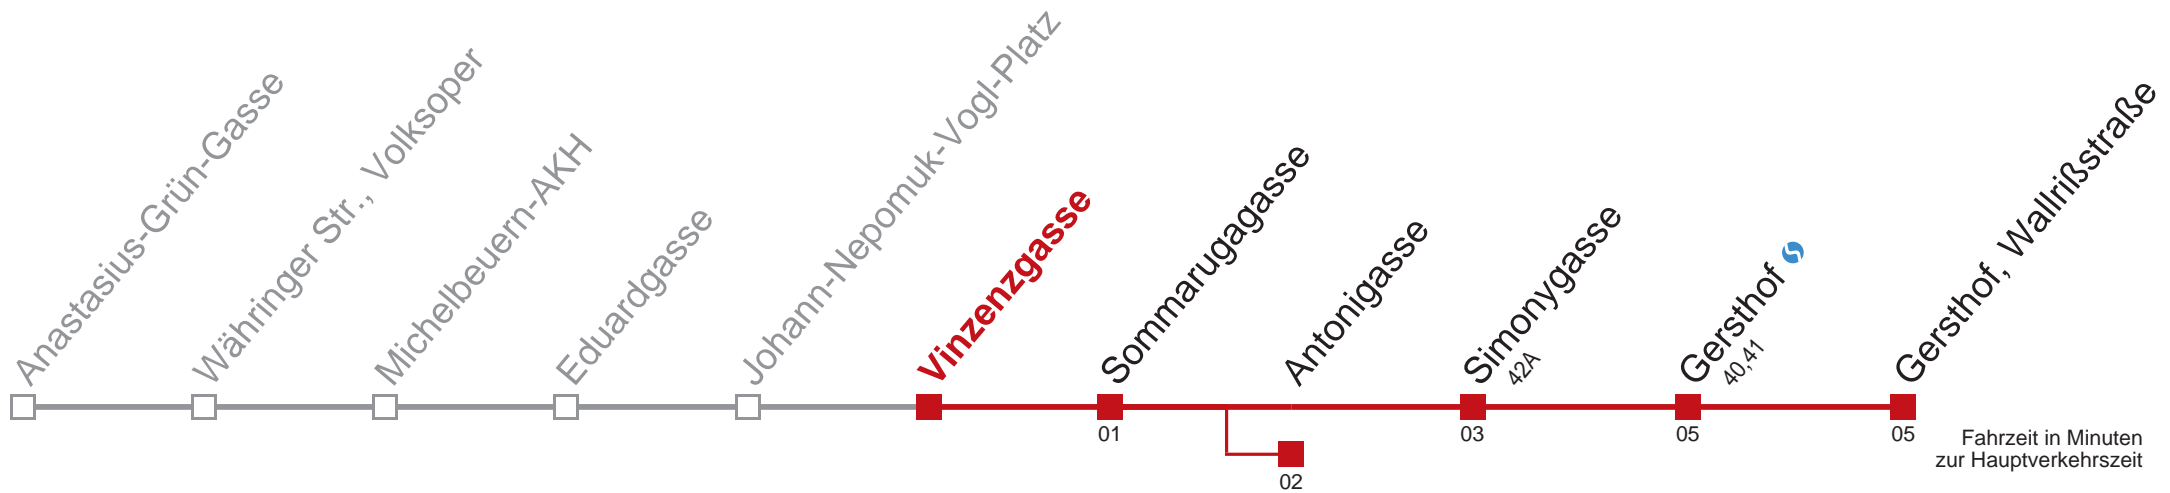 Anastasius-Grün-Gasse
Währinger Str., Volksoper
Michelbeuern-AKH
Eduardgasse
Johann-Nepomuk-Vogl-Platz
Vinzenzgasse
Sommarugagasse
01
Antonigasse
02
Simonygasse
42A
03
Gersthof
40,41
05
Gersthof, Wallrißstraße
05
Fahrzeit in Minuten
zur Hauptverkehrszeit